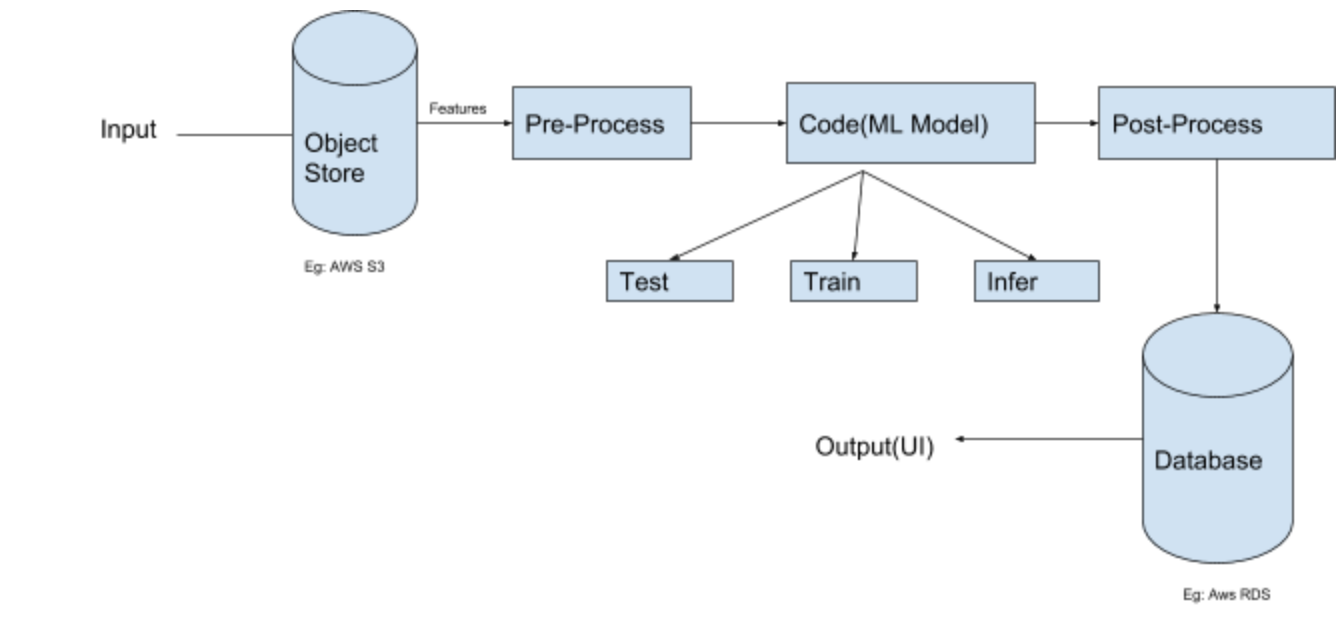 Input
Object
Store
Eg: AWS S3
Features
Pre-Process
Code(ML Model)
Post-Process
Test
Train
Infer
Output(UI)
Database
Eg: Aws RDS